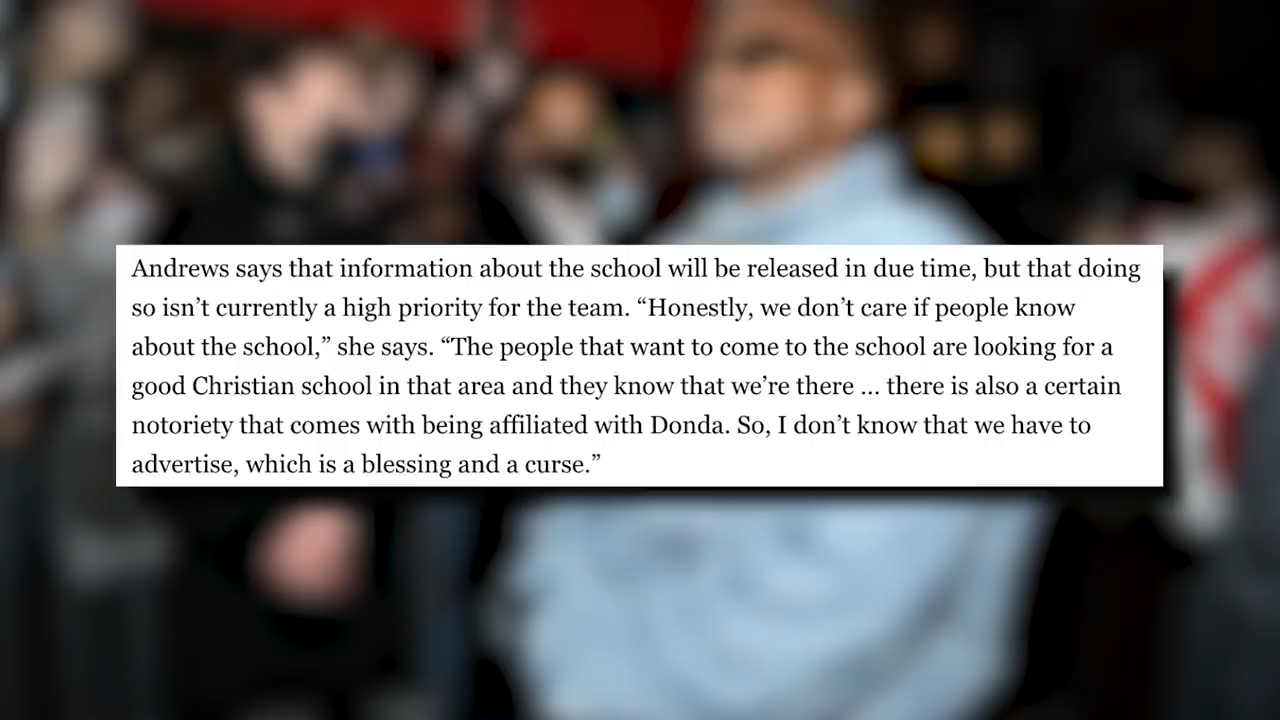 Andrews says that information about the school will be released in due time, but that doing
so isn’t currently a high priority for the team. “Honestly, we don’t care if people know
about the school,” she says. “The people that want to come to the school are looking for a
good Christian school in that area and they know that we’re there ... there is also a certain
notoriety that comes with being affiliated with Donda. So, I don’t know that we have to
advertise, which is a blessing and a curse.”